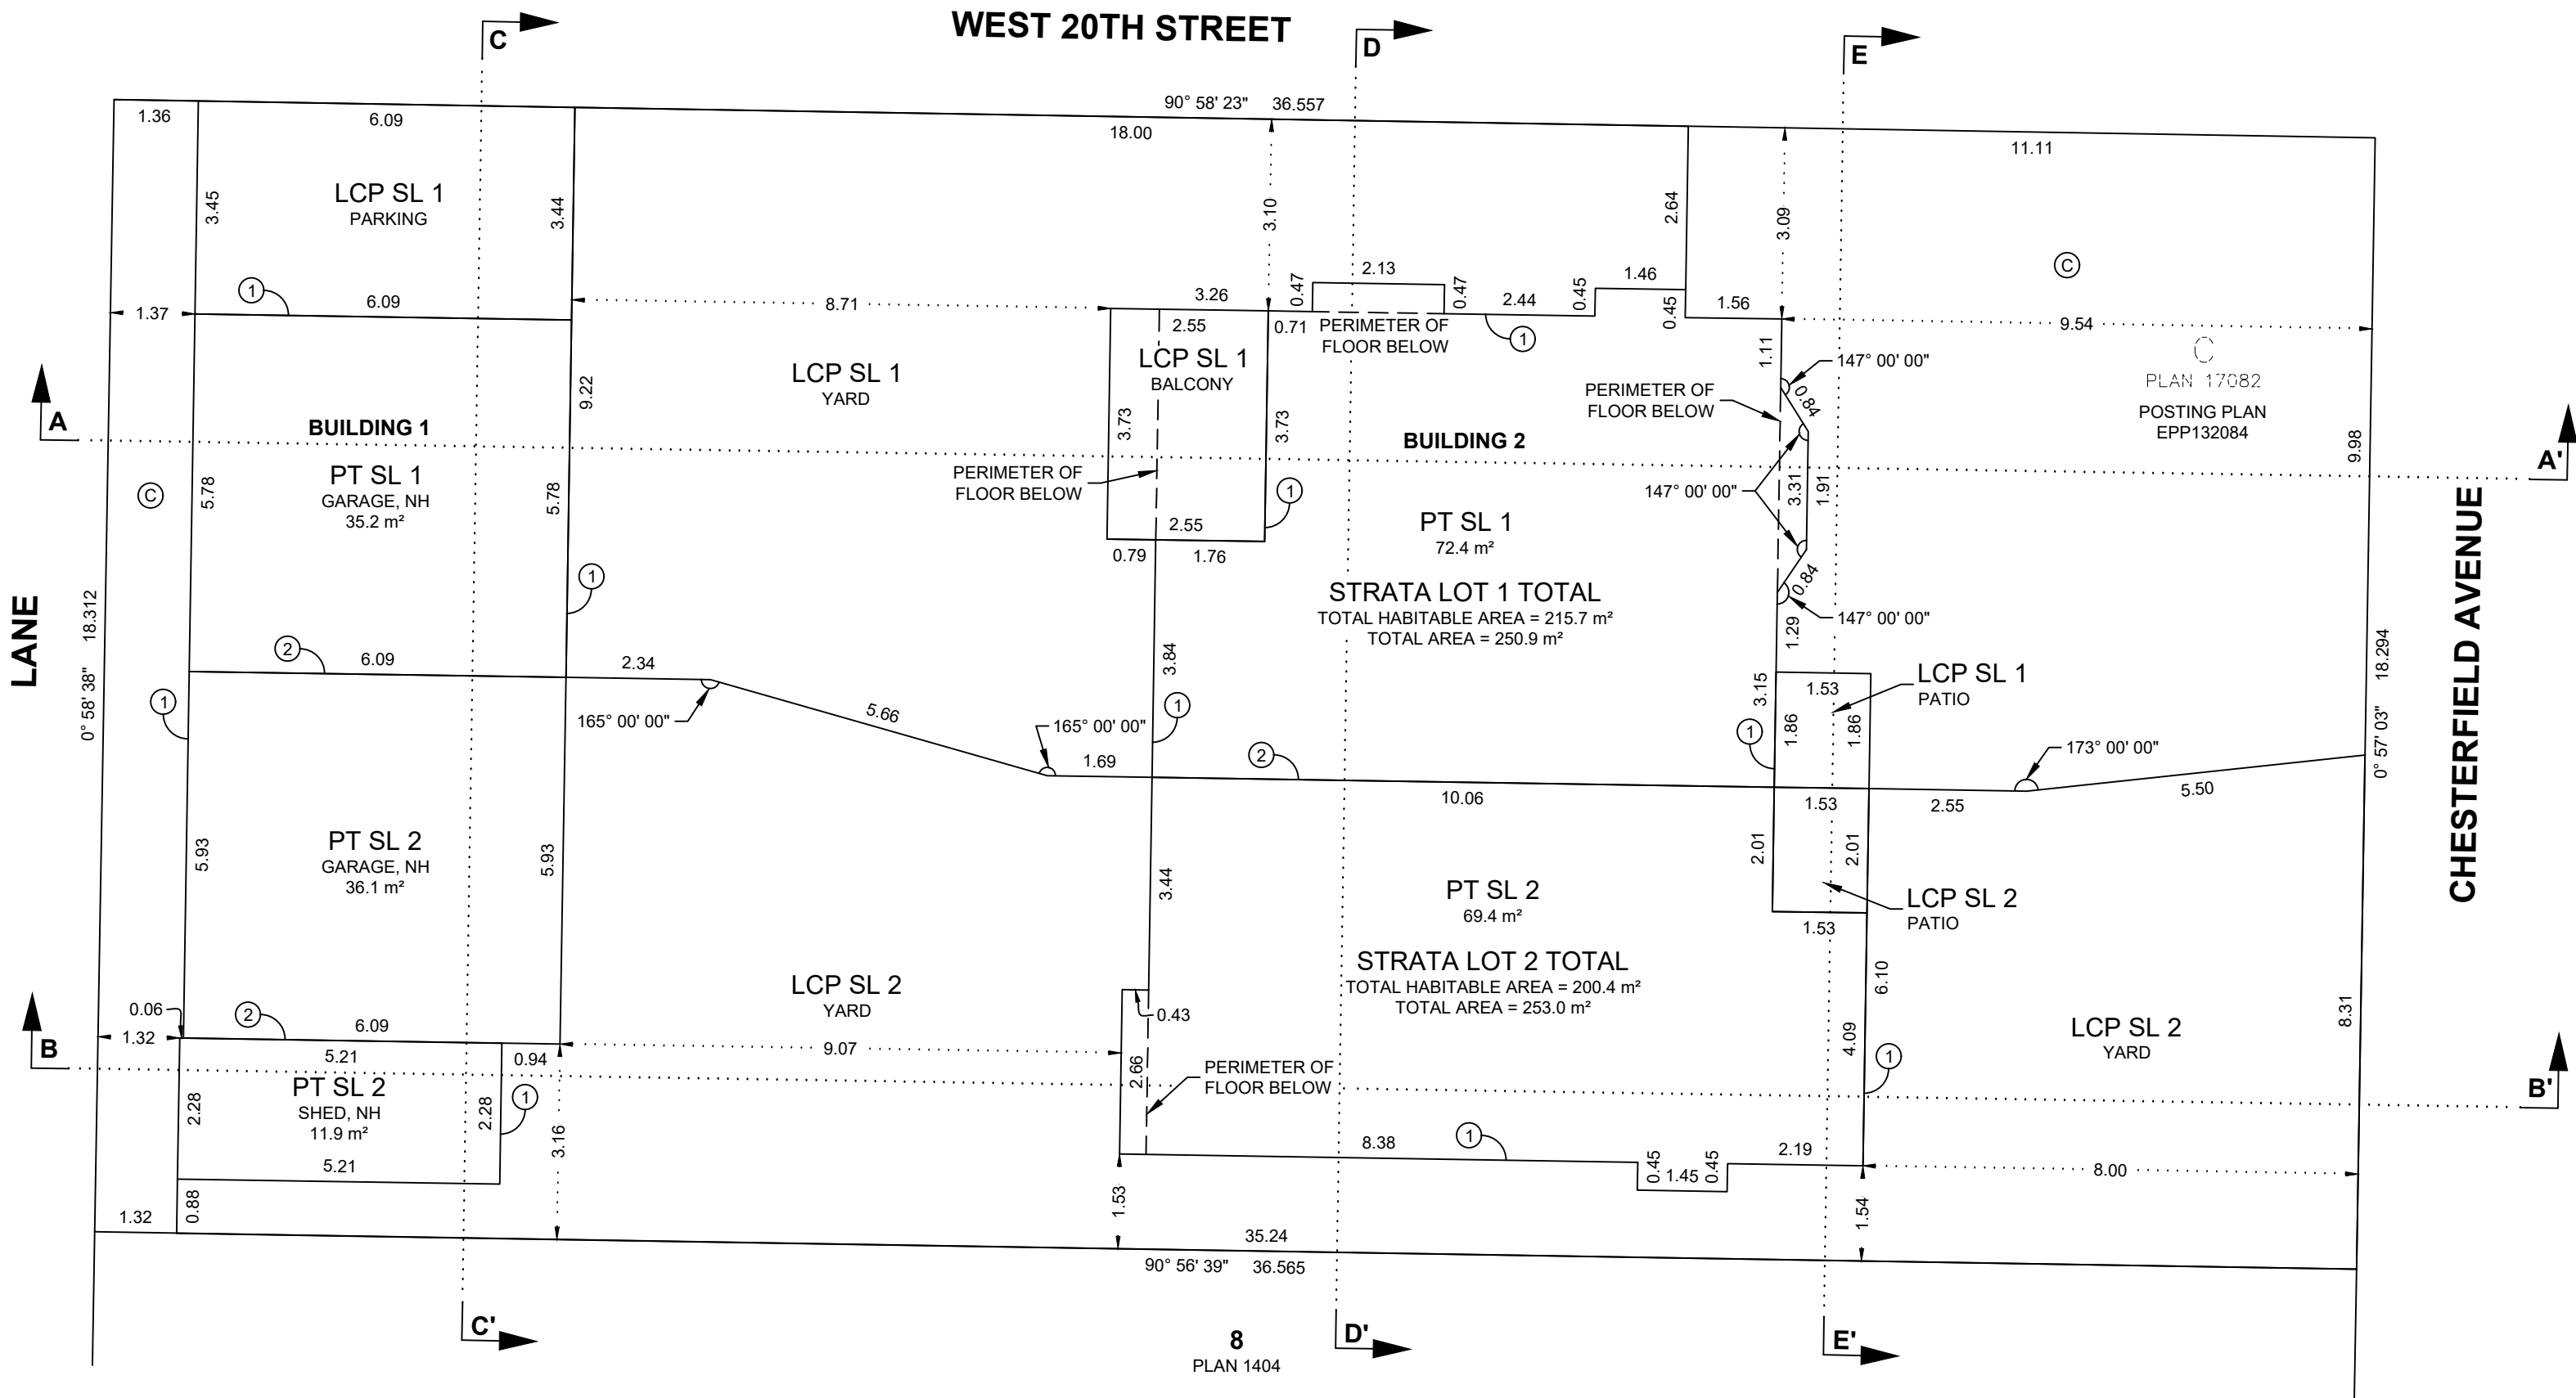 WEST 20TH STREET
C
D
E
90° 58' 23" 36.557
1.36
6.09
18.00
11.11
LCP SL 1
PARKING
3.45
3.44
3.10
2.64
3.09
C
1
6.09
1.37
8.71
3.26
2.55
0.71
0.47
2.13
0.47
2.44
0.45
1.46
0.45
1.56
9.54
PERIMETER OF
FLOOR BELOW
1
LCP SL 1
BALCONY
LCP SL 1
YARD
9.22
3.73
3.73
1.11
147° 00' 00"
0.84
PERIMETER OF
FLOOR BELOW
C
PLAN 17082
POSTING PLAN
EPP132084
9.98
A
BUILDING 1
BUILDING 2
A'
PT SL 1
GARAGE, NH
35.2 m²
C
5.78
5.78
PERIMETER OF
FLOOR BELOW
1
147° 00' 00"
3.31
1.91
PT SL 1
72.4 m²
2.55
0.79
1.76
1
0.84
147° 00' 00"
STRATA LOT 1 TOTAL
TOTAL HABITABLE AREA = 215.7 m²
TOTAL AREA = 250.9 m²
1.29
LANE
0° 58' 38" 18.312
CHESTERFIELD AVENUE
0° 57' 03" 18.294
2
6.09
2.34
165° 00' 00"
5.66
3.84
1
165° 00' 00"
1.69
1
2
10.06
3.15
1
1.53
1.86
1.86
LCP SL 1
PATIO
173° 00' 00"
1.53
2.55
5.50
PT SL 2
GARAGE, NH
36.1 m²
5.93
5.93
3.44
PT SL 2
69.4 m²
2.01
2.01
LCP SL 2
PATIO
1.53
STRATA LOT 2 TOTAL
TOTAL HABITABLE AREA = 200.4 m²
TOTAL AREA = 253.0 m²
6.10
LCP SL 2
YARD
0.43
0.06
2
6.09
1.32
LCP SL 2
YARD
8.31
B
5.21
0.94
9.07
2.66
PERIMETER OF
FLOOR BELOW
4.09
1
B'
PT SL 2
SHED, NH
11.9 m²
2.28
2.28
1
5.21
3.16
8.38
1
0.45
1.45
0.45
2.19
8.00
0.88
1.32
1.53
1.54
35.24
90° 56' 39" 36.565
C'
D'
E'
8
PLAN 1404